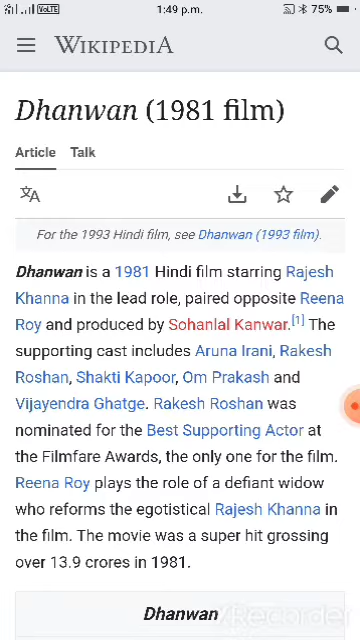 VoLTE 1:49 p.m. 75%
WIKIPEDIA
Dhanwan (1981 film)
Article Talk
For the 1993 Hindi film, see Dhanwan (1993 film).
Dhanwan is a 1981 Hindi film starring Rajesh
Khanna in the lead role, paired opposite Reena
Roy and produced by Sohanlal Kanwar.[1] The
supporting cast includes Aruna Irani, Rakesh
Roshan, Shakti Kapoor, Om Prakash and
Vijayendra Ghatge. Rakesh Roshan was
nominated for the Best Supporting Actor at
the Filmfare Awards, the only one for the film.
Reena Roy plays the role of a defiant widow
who reforms the egotistical Rajesh Khanna in
the film. The movie was a super hit grossing
over 13.9 crores in 1981.
Dhanwan
Recorder